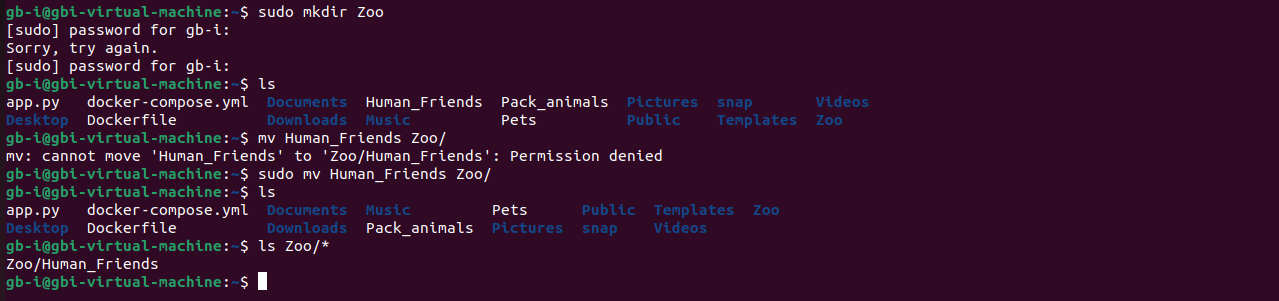 gb-i@gbi-virtual-machine:~$ sudo mkdir Zoo
[sudo] password for gb-i:
Sorry, try again.
[sudo] password for gb-i:
gb-i@gbi-virtual-machine:~$ ls
app.py   docker-compose.yml  Documents  Human_Friends  Pack_animals  Pictures  snap       Videos
Desktop  Dockerfile          Downloads  Music          Pets          Public    Templates  Zoo
gb-i@gbi-virtual-machine:~$ mv Human_Friends Zoo/
mv: cannot move 'Human_Friends' to 'Zoo/Human_Friends': Permission denied
gb-i@gbi-virtual-machine:~$ sudo mv Human_Friends Zoo/
gb-i@gbi-virtual-machine:~$ ls
app.py   docker-compose.yml  Documents  Music         Pets      Public  Templates  Zoo
Desktop  Dockerfile          Downloads  Pack_animals  Pictures  snap    Videos
gb-i@gbi-virtual-machine:~$ ls Zoo/*
Zoo/Human_Friends
gb-i@gbi-virtual-machine:~$